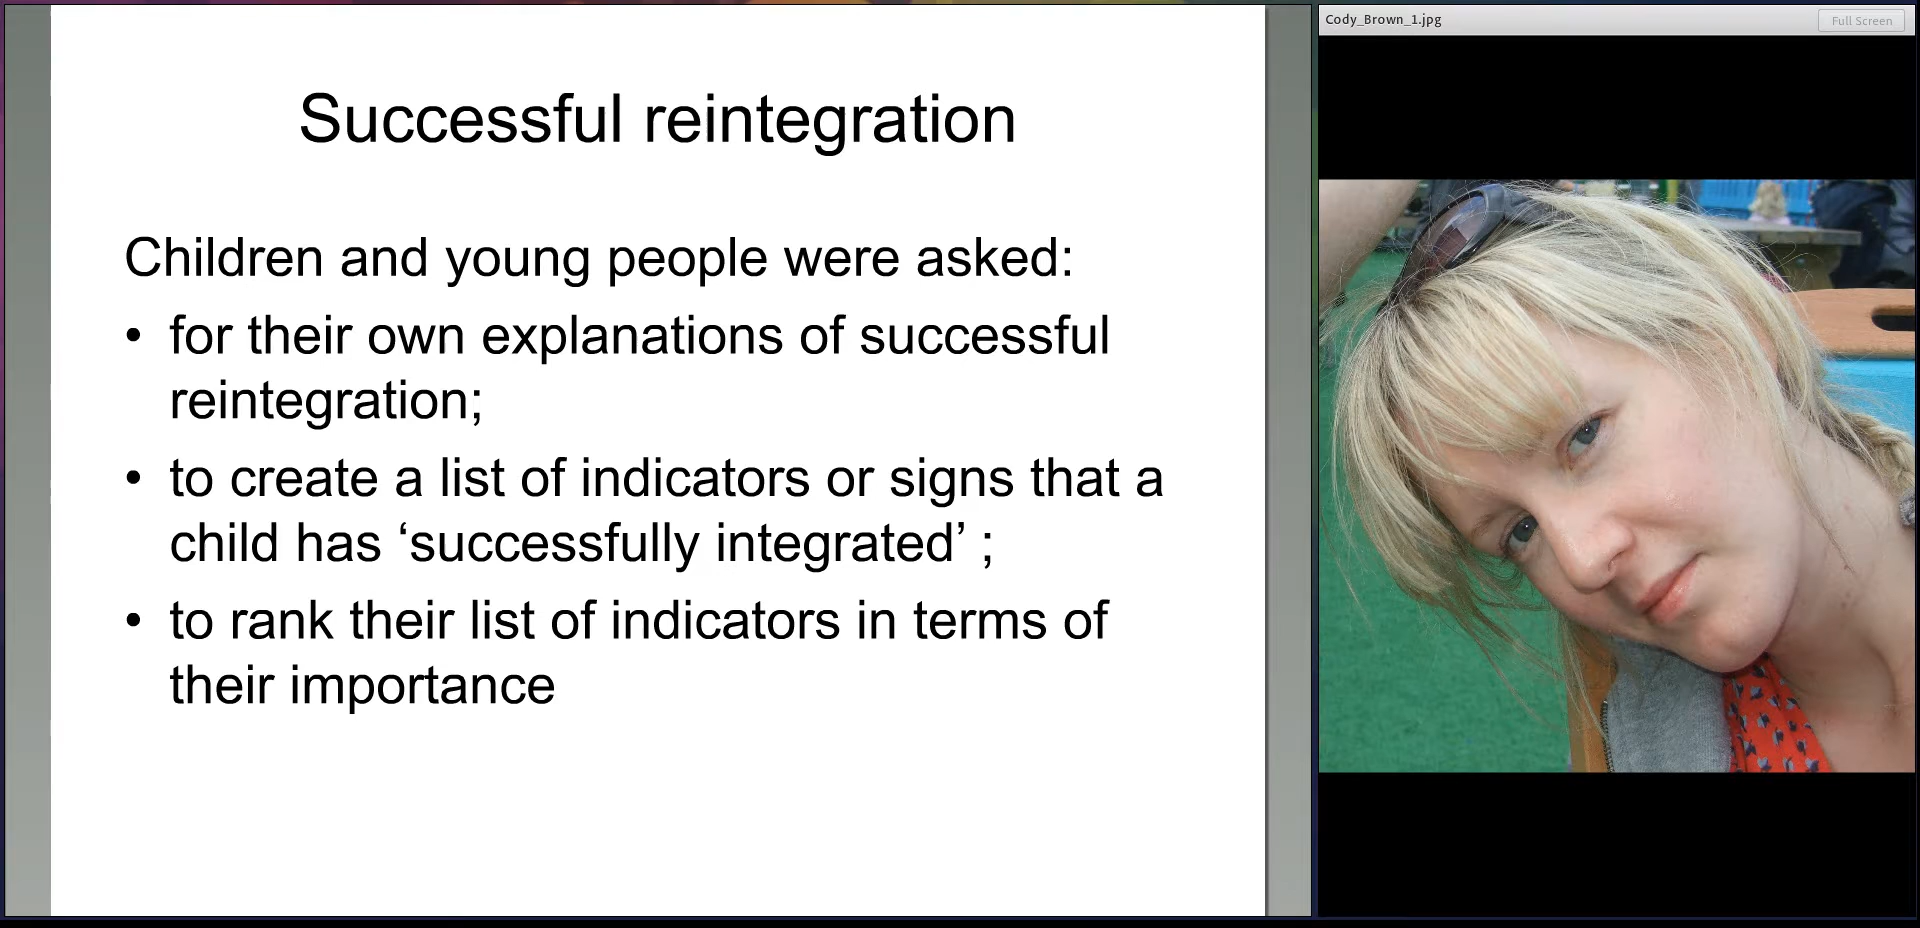 Successful reintegration
Children and young people were asked:
• for their own explanations of successful
reintegration;
• to create a list of indicators or signs that a
child has ‘successfully integrated’ ;
• to rank their list of indicators in terms of
their importance
Cody_Brown_1.jpg
Full Screen